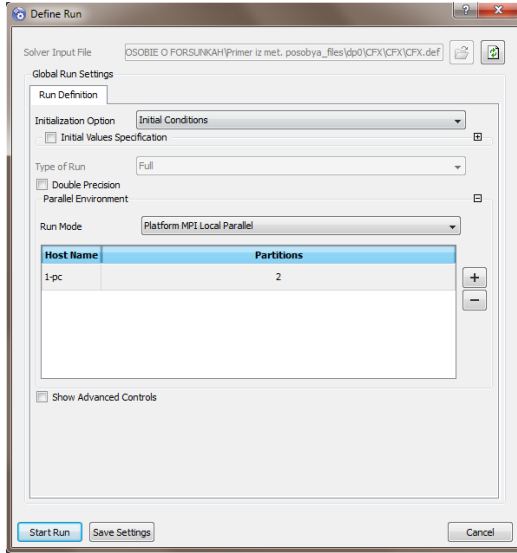 Define Run
Solver Input File OSOBIE O FORSUNKAH\Primer iz met. posobya_files\dp0\CFX\CFX\CFX.def
Global Run Settings
Run Definition
Initialization Option Initial Conditions
Initial Values Specification
Type of Run Full
Double Precision
Parallel Environment
Run Mode Platform MPI Local Parallel
Host Name Partitions
1-pc 2
Show Advanced Controls
Start Run Save Settings Cancel